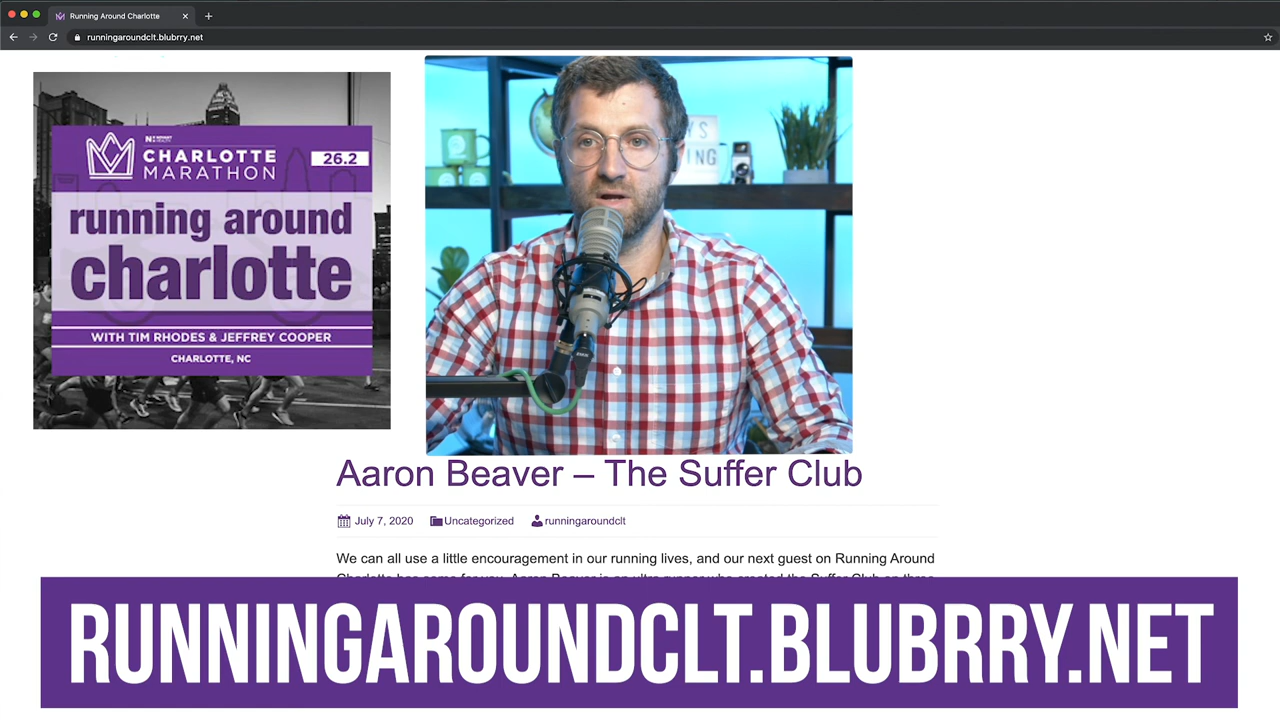 Running Around Charlotte
runningaroundclt.blubrry.net
CHARLOTTE
MARATHON
26.2
running around
charlotte
WITH TIM RHODES & JEFFREY COOPER
CHARLOTTE, NC
Aaron Beaver – The Suffer Club
July 7, 2020 Uncategorized runningaroundclt
We can all use a little encouragement in our running lives, and our next guest on Running Around
RUNNINGAROUNDCLT.BLUBRRY.NET